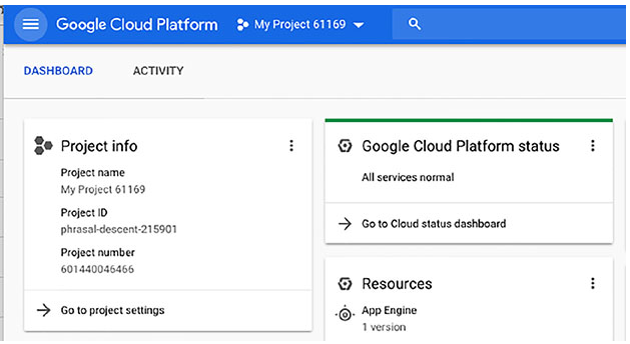 Google Cloud Platform
My Project 61169
DASHBOARD
ACTIVITY
Project info
Project name
My Project 61169
Project ID
phrasal-descent-215901
Project number
601440046466
Go to project settings
Google Cloud Platform status
All services normal
Go to Cloud status dashboard
Resources
App Engine
1 version